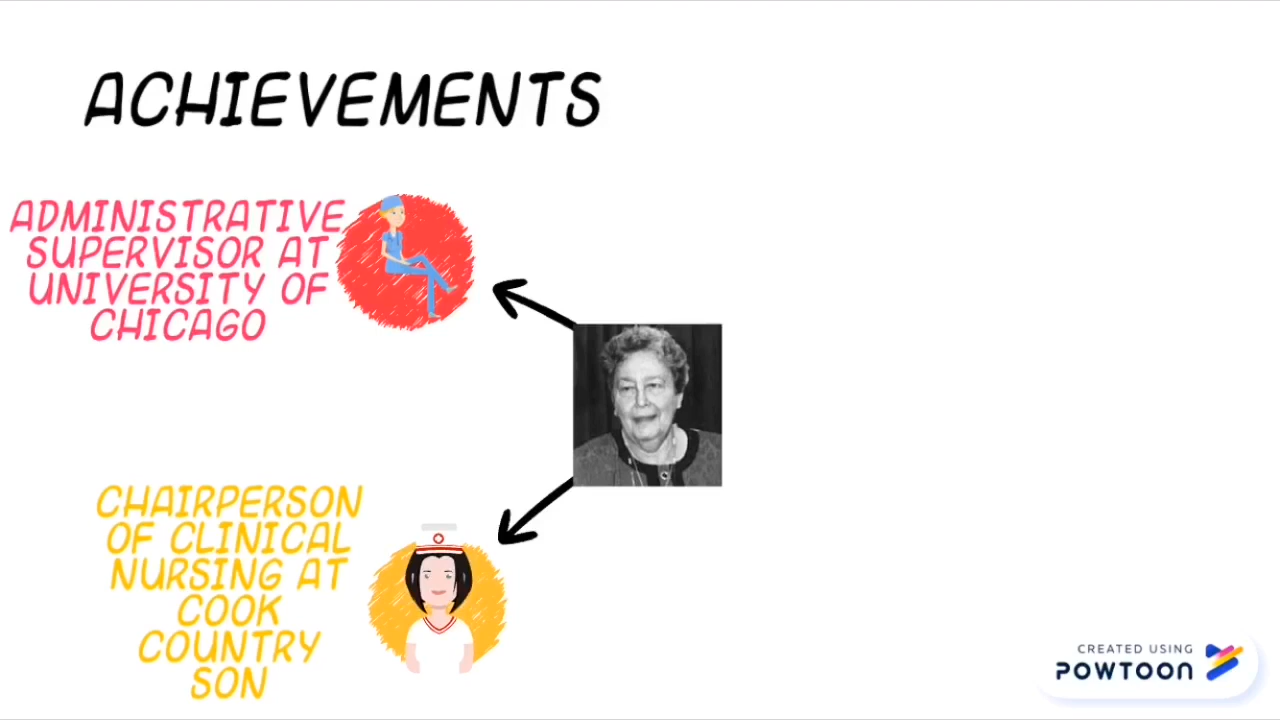 ACHIEVEMENTS
ADMINISTRATIVE
SUPERVISOR AT
UNIVERSITY OF
CHICAGO
CHAIRPERSON
OF CLINICAL
NURSING AT
COOK
COUNTRY
SON
CREATED USING
POWTOON